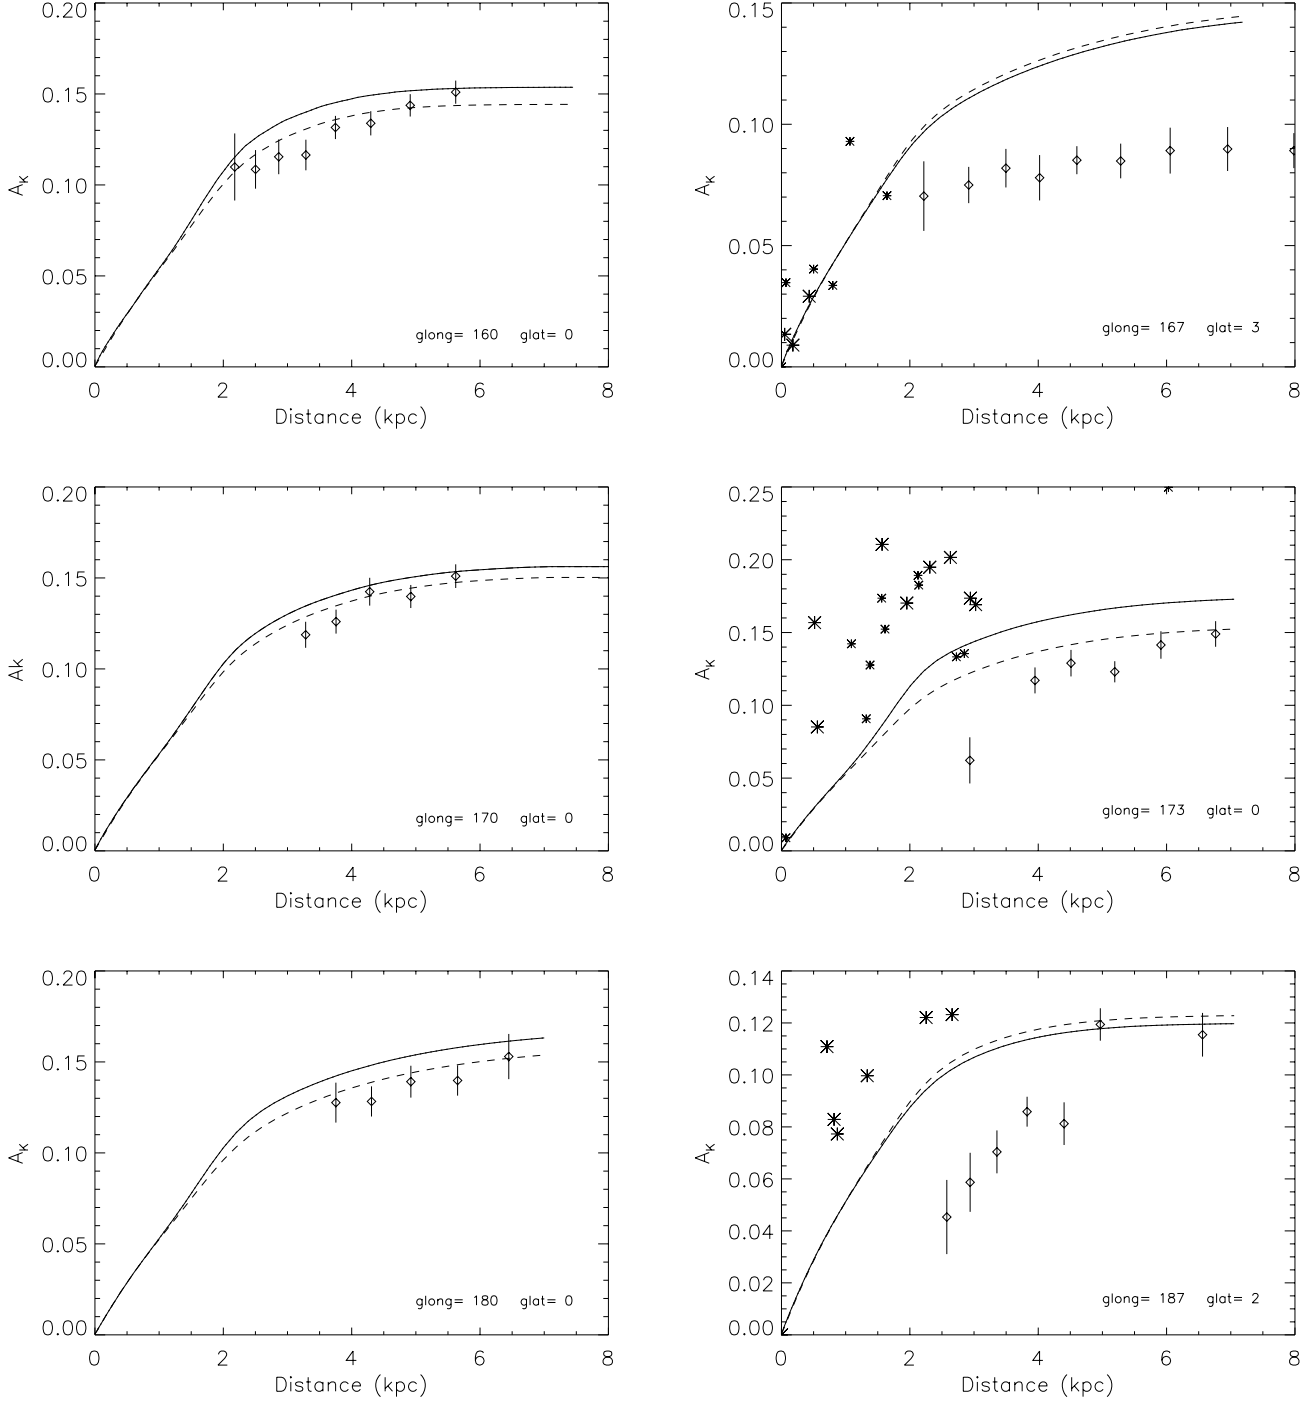 0.20
0.15
0.10
0.05
0.00
A_K
0 2 4 6 8
Distance (kpc)
glong= 160 glat= 0
0.15
0.10
0.05
0.00
A_K
0 2 4 6 8
Distance (kpc)
glong= 167 glat= 3
0.20
0.15
0.10
0.05
0.00
Ak
0 2 4 6 8
Distance (kpc)
glong= 170 glat= 0
0.25
0.20
0.15
0.10
0.05
0.00
A_K
0 2 4 6 8
Distance (kpc)
glong= 173 glat= 0
0.20
0.15
0.10
0.05
0.00
A_K
0 2 4 6 8
Distance (kpc)
glong= 180 glat= 0
0.14
0.12
0.10
0.08
0.06
0.04
0.02
0.00
A_K
0 2 4 6 8
Distance (kpc)
glong= 187 glat= 2